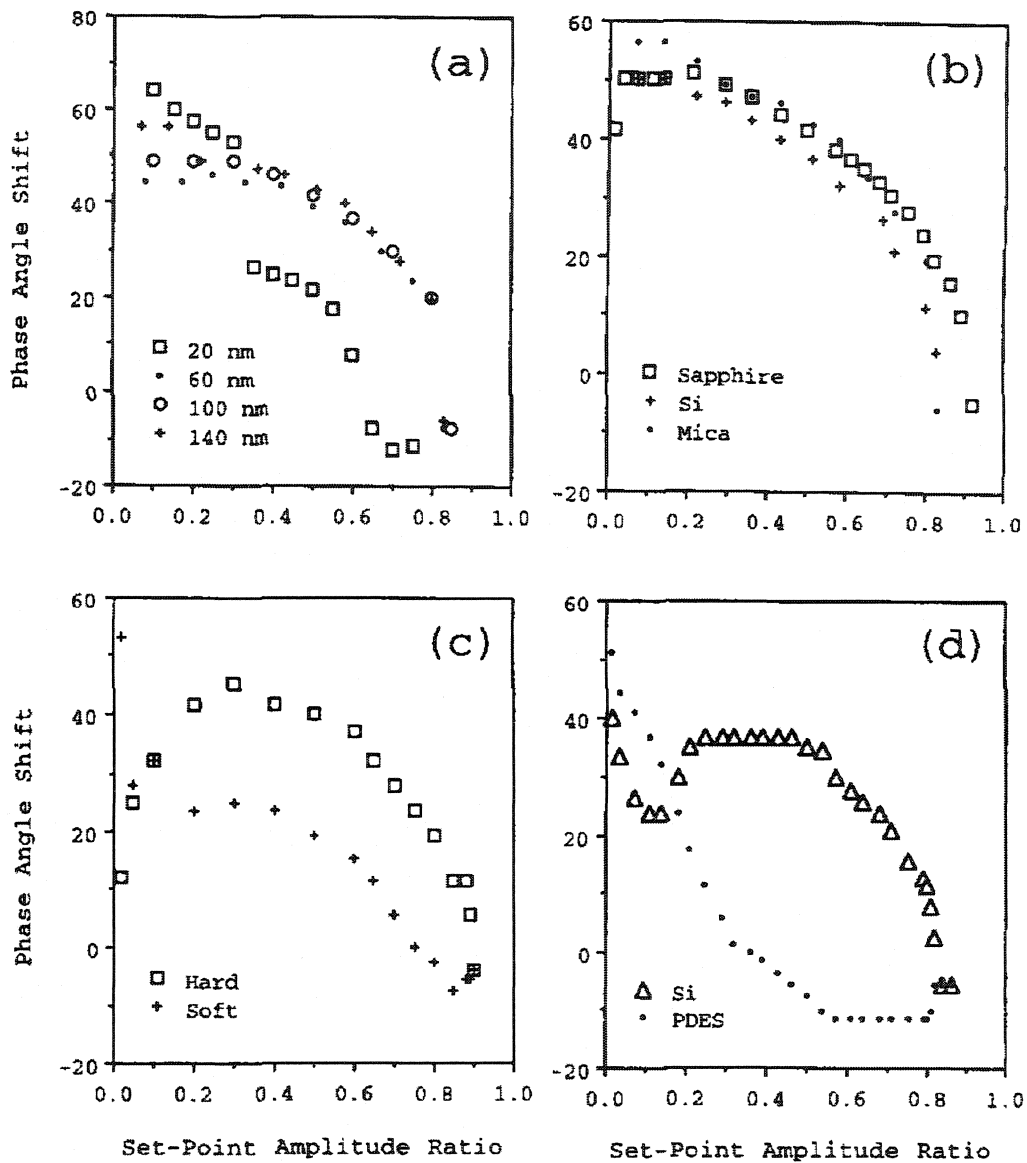 80
60
40
20
0
-20
0.0 0.2 0.4 0.6 0.8 1.0
Phase Angle Shift
(a)
20 nm
60 nm
100 nm
140 nm
60
40
20
0
-20
0.0 0.2 0.4 0.6 0.8 1.0
(b)
Sapphire
Si
Mica
60
40
20
0
-20
0.0 0.2 0.4 0.6 0.8 1.0
Phase Angle Shift
(c)
Hard
Soft
Set-Point Amplitude Ratio
60
40
20
0
-20
0.0 0.2 0.4 0.6 0.8 1.0
(d)
Si
PDES
Set-Point Amplitude Ratio